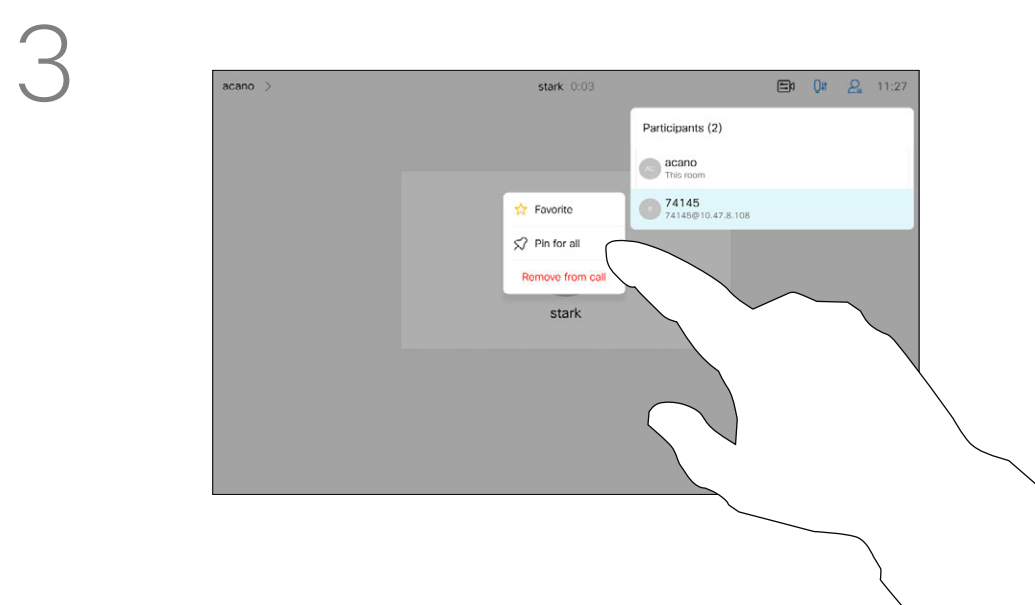 3
acano >
stark 0:03
11:27
Participants (2)
AC
acano
This room
74145
74145@10.47.8.108
Favorite
Pin for all
Remove from call
stark